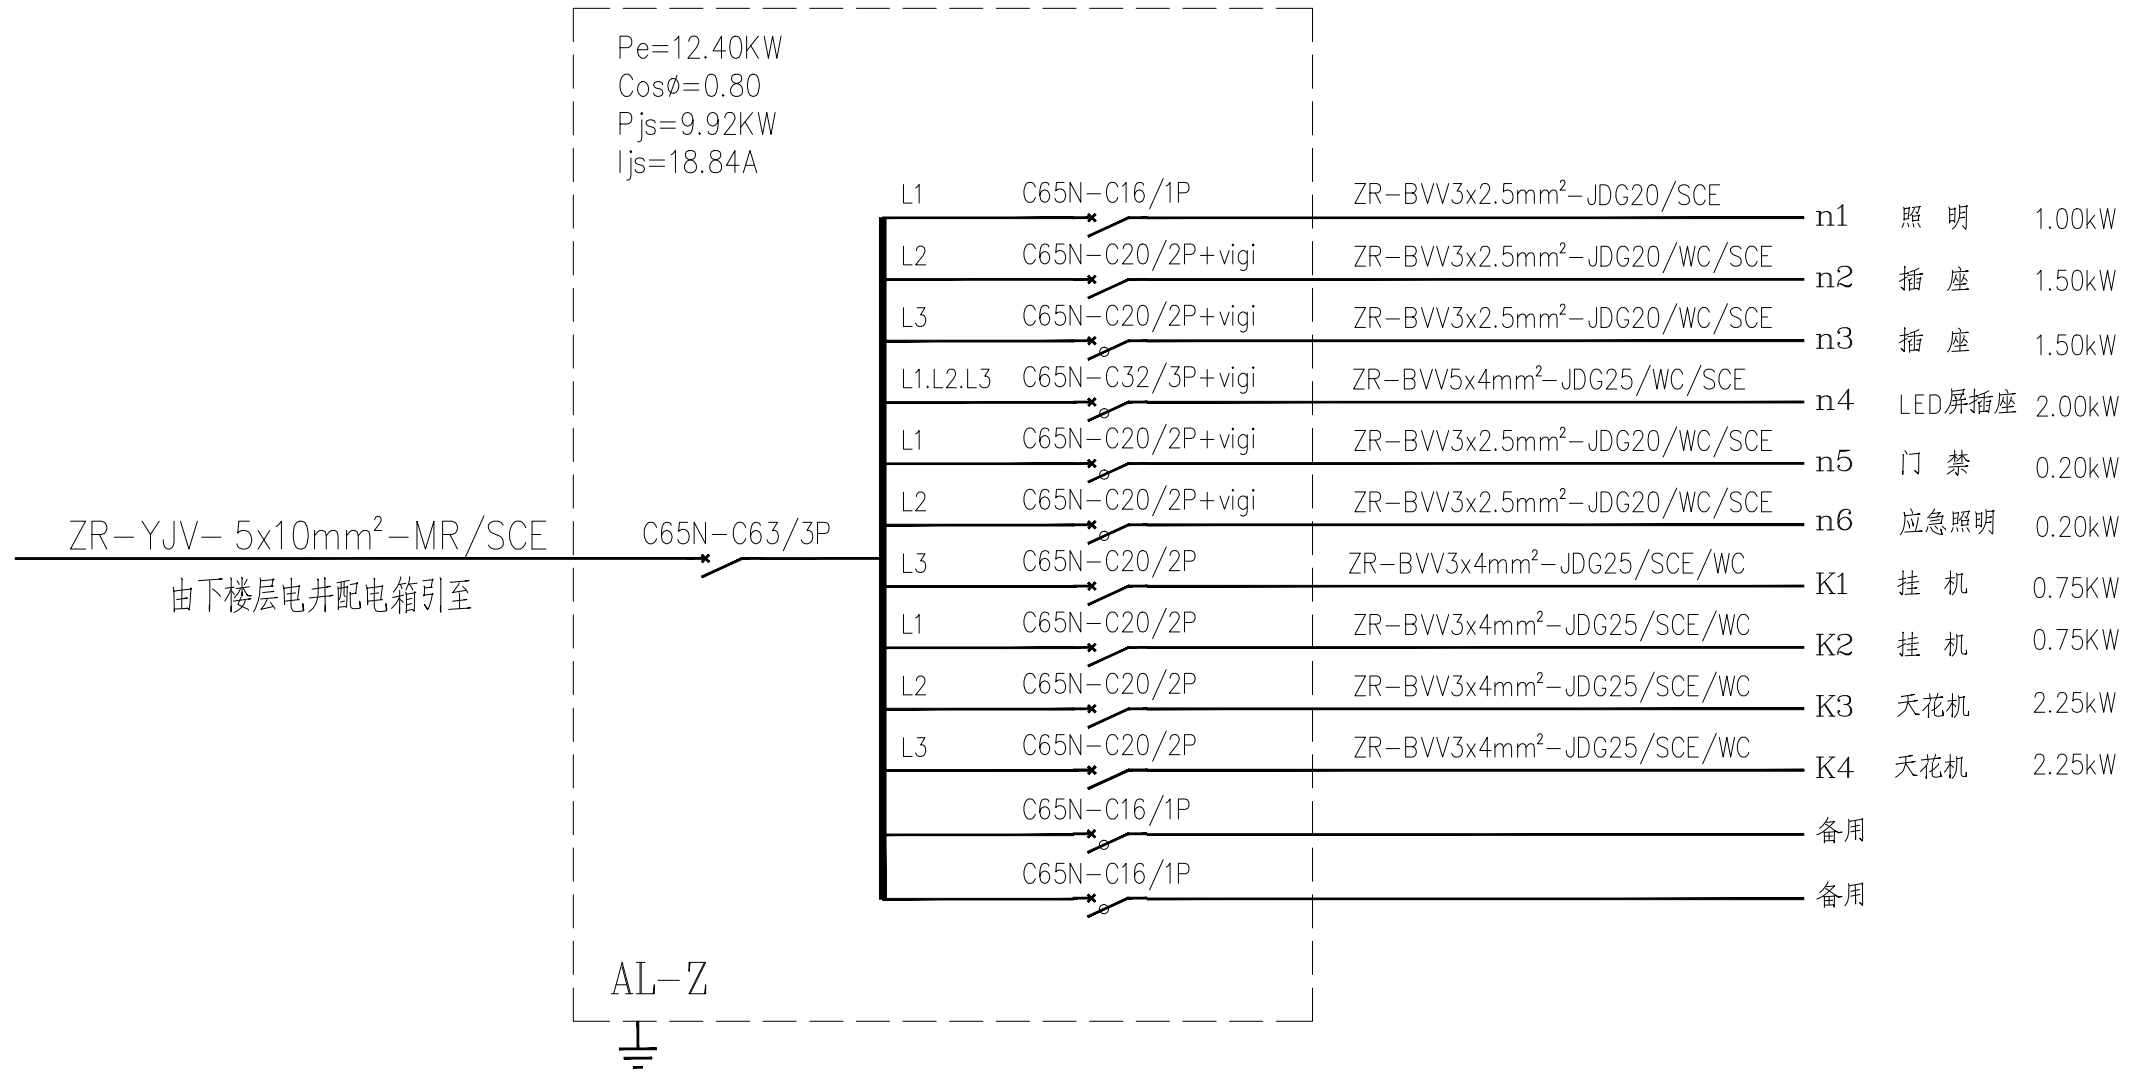 Pe=12.40KW
Cosø=0.80
Pjs=9.92KW
Ijs=18.84A
L1 C65N-C16/1P ZR-BVV3x2.5mm²-JDG20/SCE n1 照 明 1.00kW
L2 C65N-C20/2P+vigi ZR-BVV3x2.5mm²-JDG20/WC/SCE n2 插 座 1.50kW
L3 C65N-C20/2P+vigi ZR-BVV3x2.5mm²-JDG20/WC/SCE n3 插 座 1.50kW
L1.L2.L3 C65N-C32/3P+vigi ZR-BVV5x4mm²-JDG25/WC/SCE n4 LED屏插座 2.00kW
L1 C65N-C20/2P+vigi ZR-BVV3x2.5mm²-JDG20/WC/SCE n5 门 禁 0.20kW
L2 C65N-C20/2P+vigi ZR-BVV3x2.5mm²-JDG20/WC/SCE n6 应急照明 0.20kW
ZR-YJV- 5x10mm²-MR/SCE C65N-C63/3P
由下楼层电井配电箱引至
L3 C65N-C20/2P ZR-BVV3x4mm²-JDG25/SCE/WC K1 挂 机 0.75KW
L1 C65N-C20/2P ZR-BVV3x4mm²-JDG25/SCE/WC K2 挂 机 0.75KW
L2 C65N-C20/2P ZR-BVV3x4mm²-JDG25/SCE/WC K3 天花机 2.25kW
L3 C65N-C20/2P ZR-BVV3x4mm²-JDG25/SCE/WC K4 天花机 2.25kW
C65N-C16/1P 备用
C65N-C16/1P 备用
AL-Z